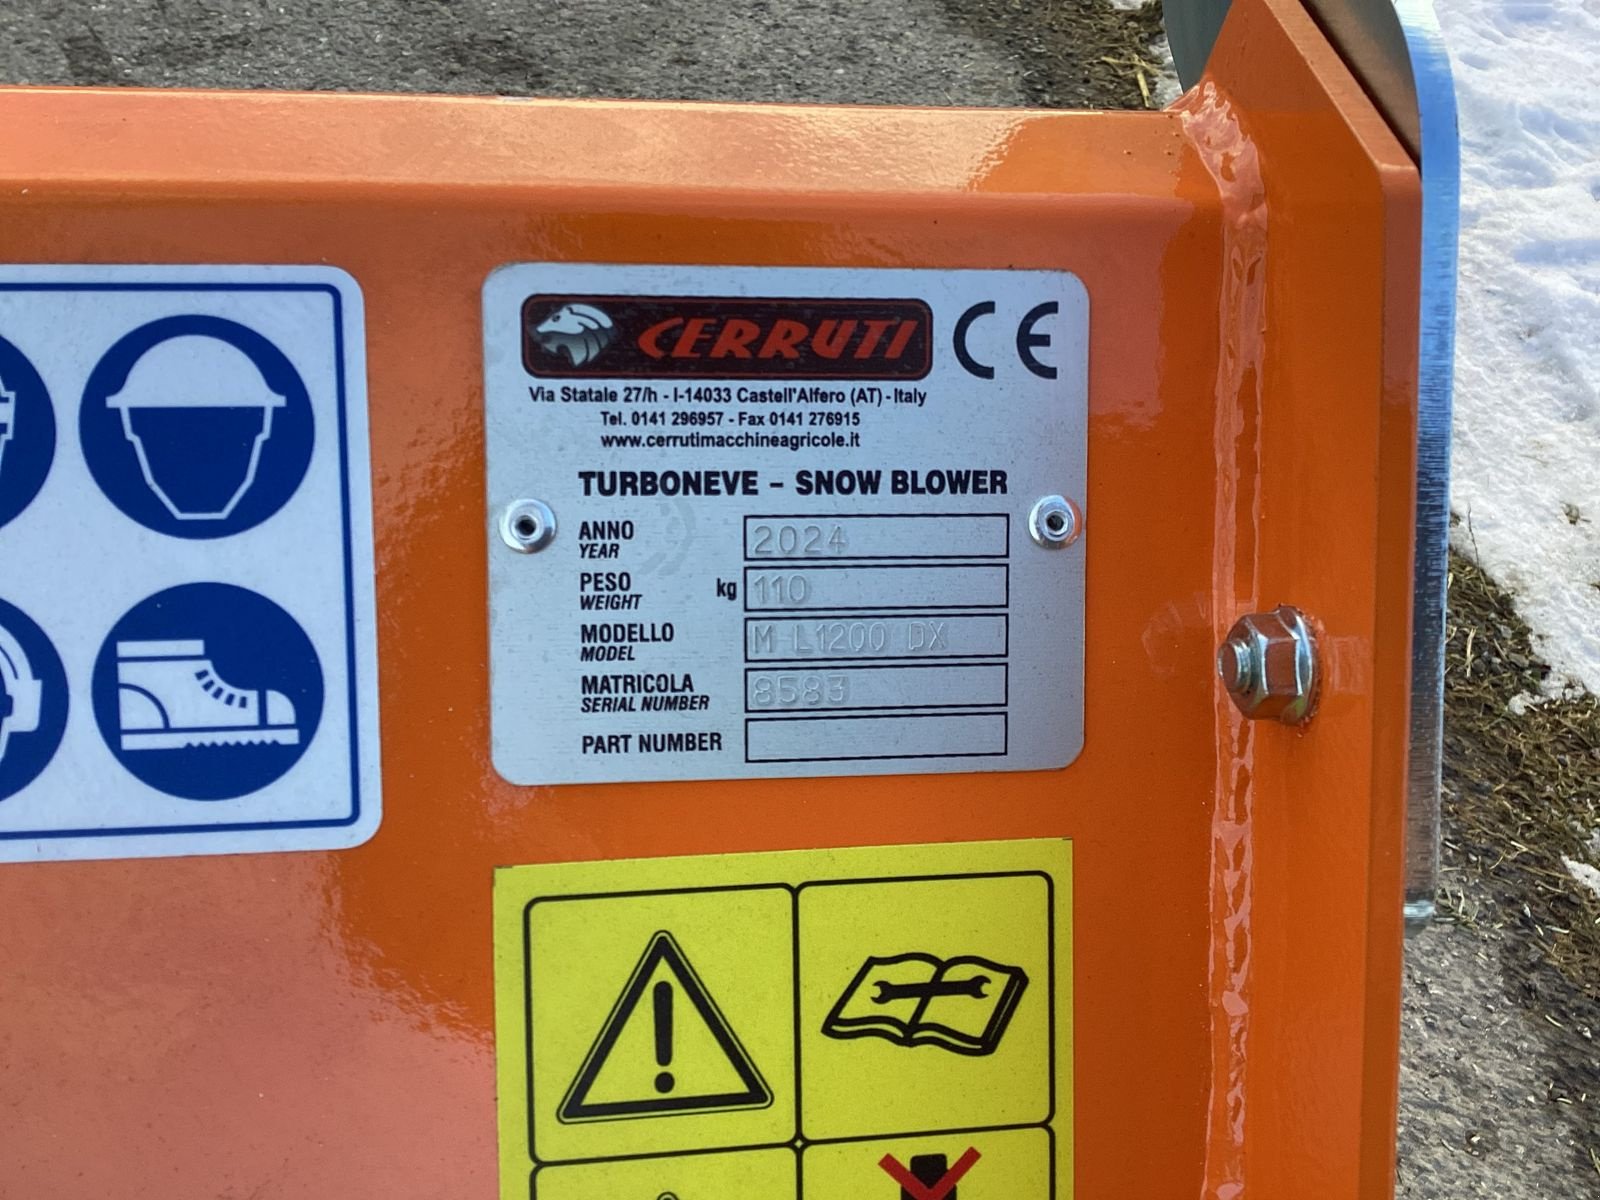 CERRUTI CE
Via Statale 27/h - I-14033 Castell'Alfero (AT) - Italy
Tel. 0141 296957 - Fax 0141 276915
www.cerrutimacchineagricole.it
TURBONEVE - SNOW BLOWER
ANNO 2024
YEAR
PESO kg 110
WEIGHT
MODELLO M L1200 DX
MODEL
MATRICOLA 8583
SERIAL NUMBER
PART NUMBER